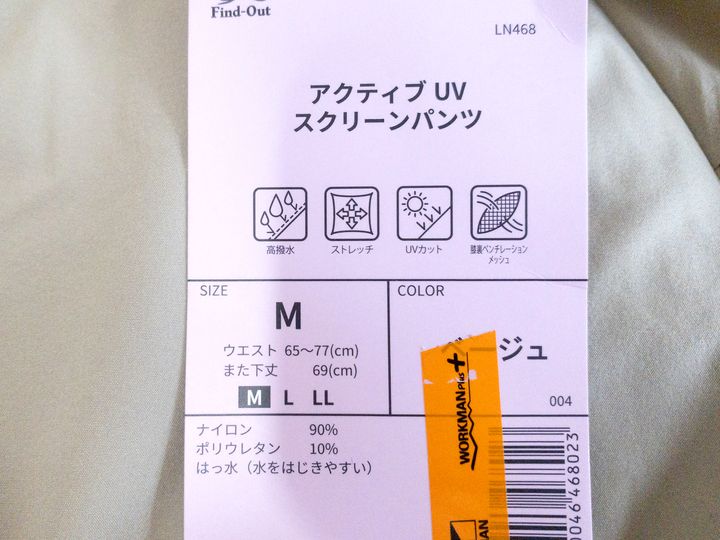 Find-Out
LN468
アクティブ UV
スクリーンパンツ
高撥水
ストレッチ
UVカット
膝裏ベンチレーション
メッシュ
SIZE
M
ウエスト 65～77(cm)
また下丈 69(cm)
M L LL
COLOR
ベージュ
004
ナイロン 90%
ポリウレタン 10%
はっ水（水をはじきやすい）
WORKMAN Plus+
0046 468023